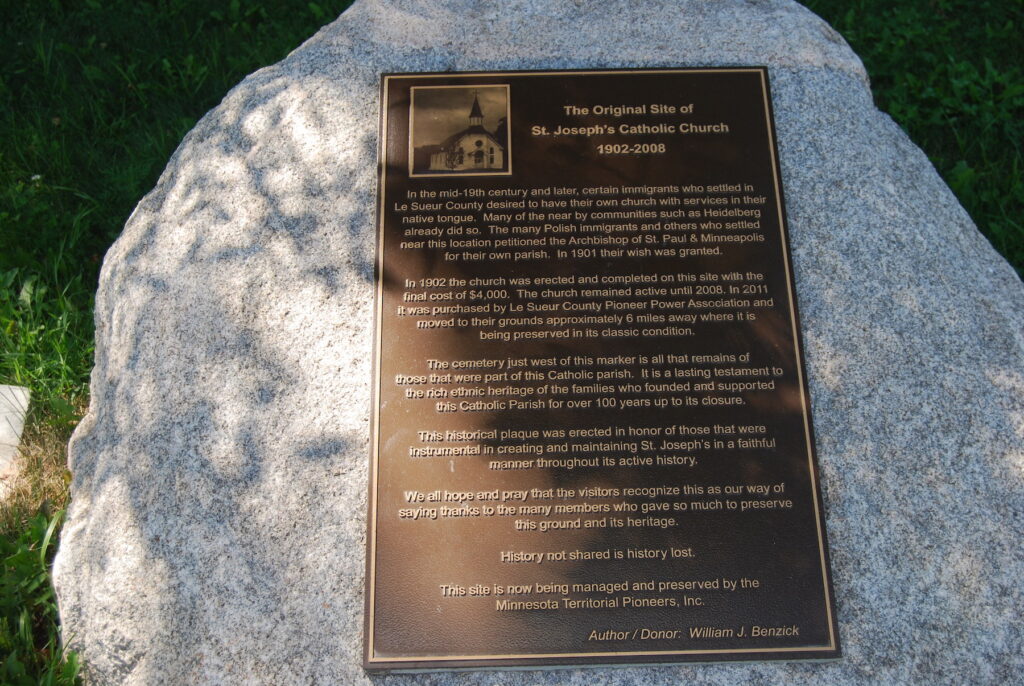 The Original Site of
St. Joseph's Catholic Church
1902-2008
In the mid-19th century and later, certain immigrants who settled in
Le Sueur County desired to have their own church with services in their
native tongue. Many of the near by communities such as Heidelberg
already did so. The many Polish immigrants and others who settled
near this location petitioned the Archbishop of St. Paul & Minneapolis
for their own parish. In 1901 their wish was granted.
In 1902 the church was erected and completed on this site with the
final cost of $4,000. The church remained active until 2008. In 2011
it was purchased by Le Sueur County Pioneer Power Association and
moved to their grounds approximately 6 miles away where it is
being preserved in its classic condition.
The cemetery just west of this marker is all that remains of
those that were part of this Catholic parish. It is a lasting testament to
the rich ethnic heritage of the families who founded and supported
this Catholic Parish for over 100 years up to its closure.
This historical plaque was erected in honor of those that were
instrumental in creating and maintaining St. Joseph's in a faithful
manner throughout its active history.
We all hope and pray that the visitors recognize this as our way of
saying thanks to the many members who gave so much to preserve
this ground and its heritage.
History not shared is history lost.
This site is now being managed and preserved by the
Minnesota Territorial Pioneers, Inc.
Author / Donor: William J. Benzick